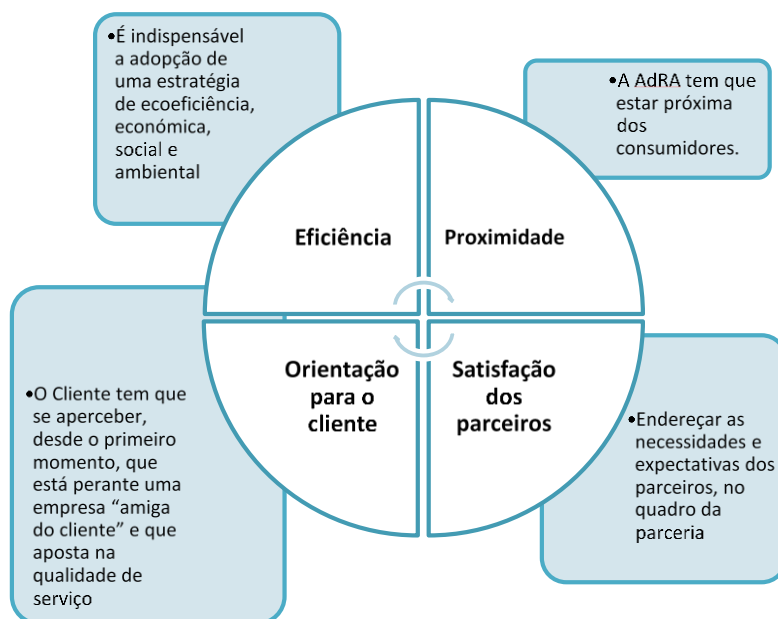 •É indispensável
a adopção de
uma estratégia
de ecoeficiência,
económica,
social e
ambiental
•A AdRA tem que
estar próxima
dos
consumidores.
Eficiência
Proximidade
Orientação
para o
cliente
Satisfação
dos
parceiros
•O Cliente tem que
se aperceber,
desde o primeiro
momento, que
está perante uma
empresa “amiga
do cliente” e que
aposta na
qualidade de
serviço
•Endereçar as
necessidades e
expectativas dos
parceiros, no
quadro da
parceria